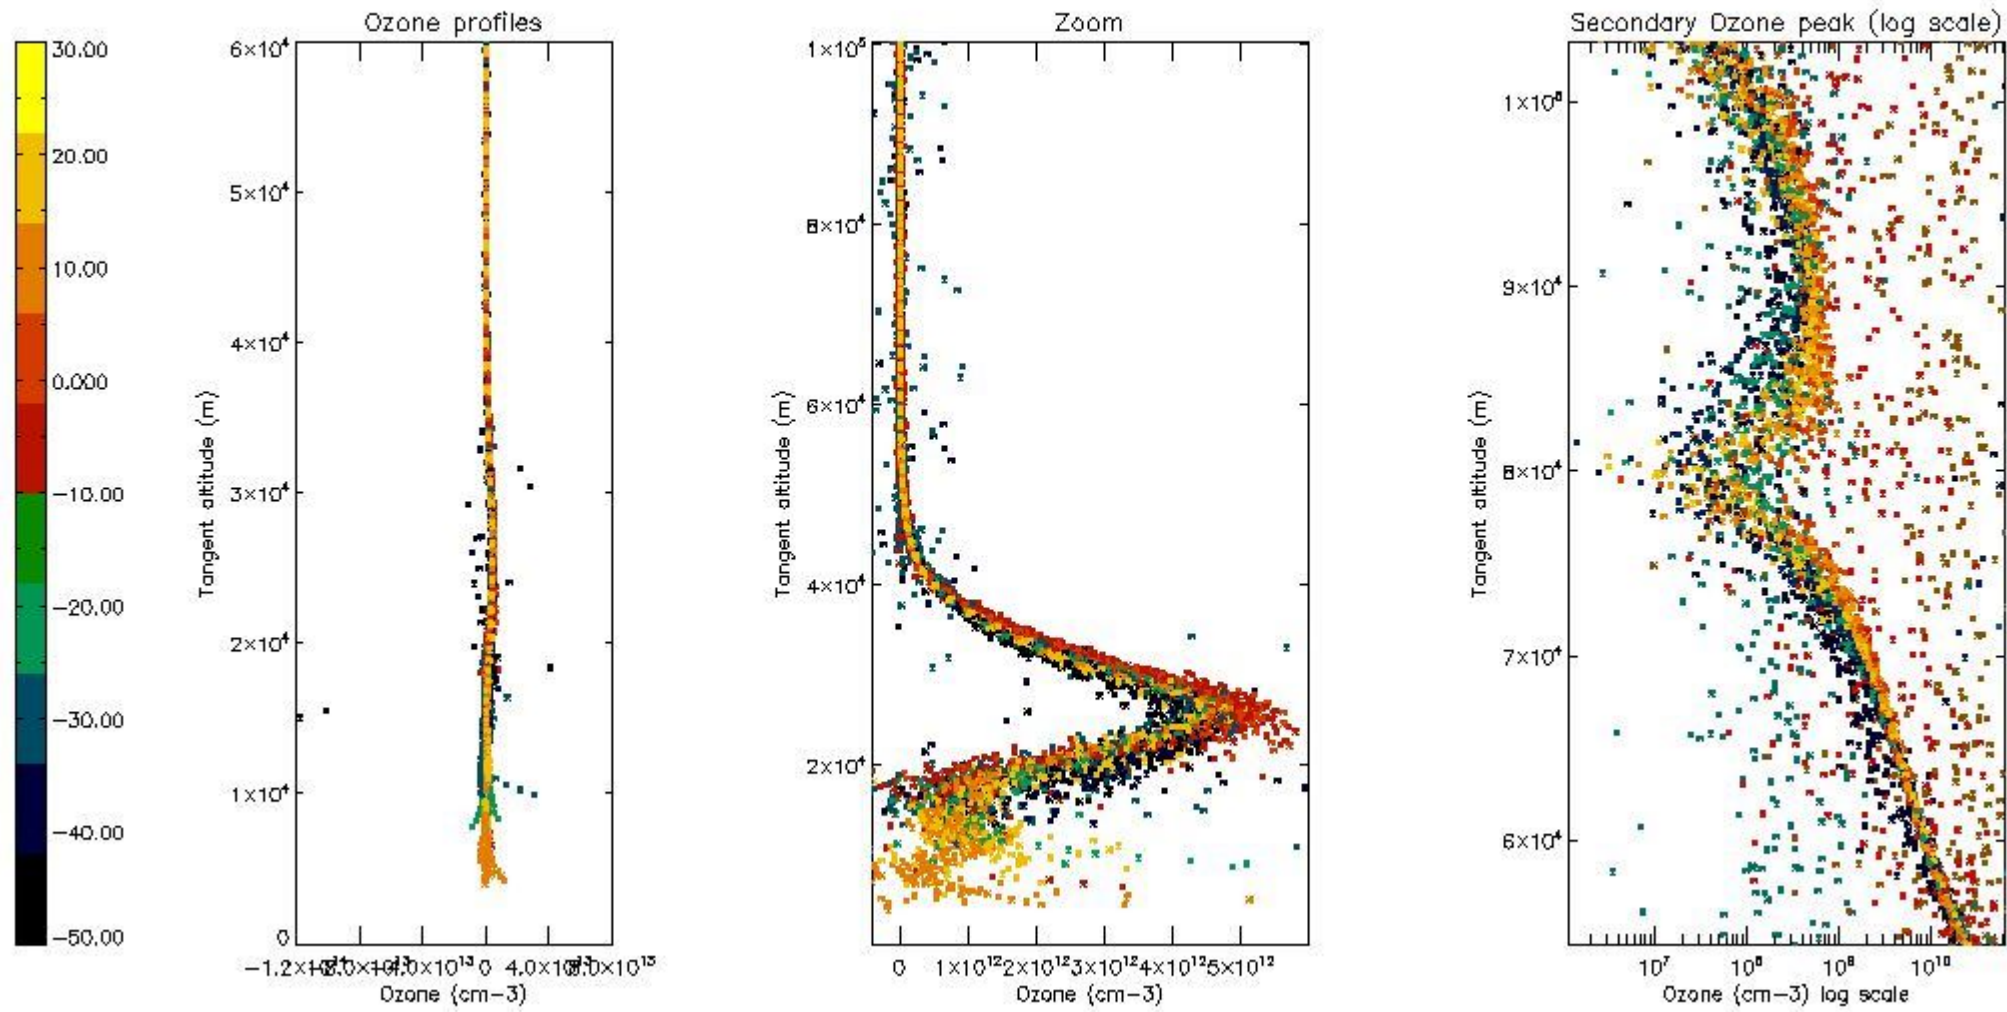 Ozone profiles
Zoom
Secondary Ozone peak (log scale)
30.00
20.00
10.00
0.000
−10.00
−20.00
−30.00
−40.00
−50.00
6×10⁴
5×10⁴
4×10⁴
3×10⁴
2×10⁴
1×10⁴
0
Tangent altitude (m)
0 4.0×10¹³
Ozone (cm−3)
1×10⁵
8×10⁴
6×10⁴
4×10⁴
2×10⁴
Tangent altitude (m)
0 1×10¹² 2×10¹² 3×10¹² 4×10¹² 5×10¹²
Ozone (cm−3)
1×10⁵
9×10⁴
8×10⁴
7×10⁴
6×10⁴
Tangent altitude (m)
10⁷ 10⁸ 10⁹ 10¹⁰
Ozone (cm−3) log scale